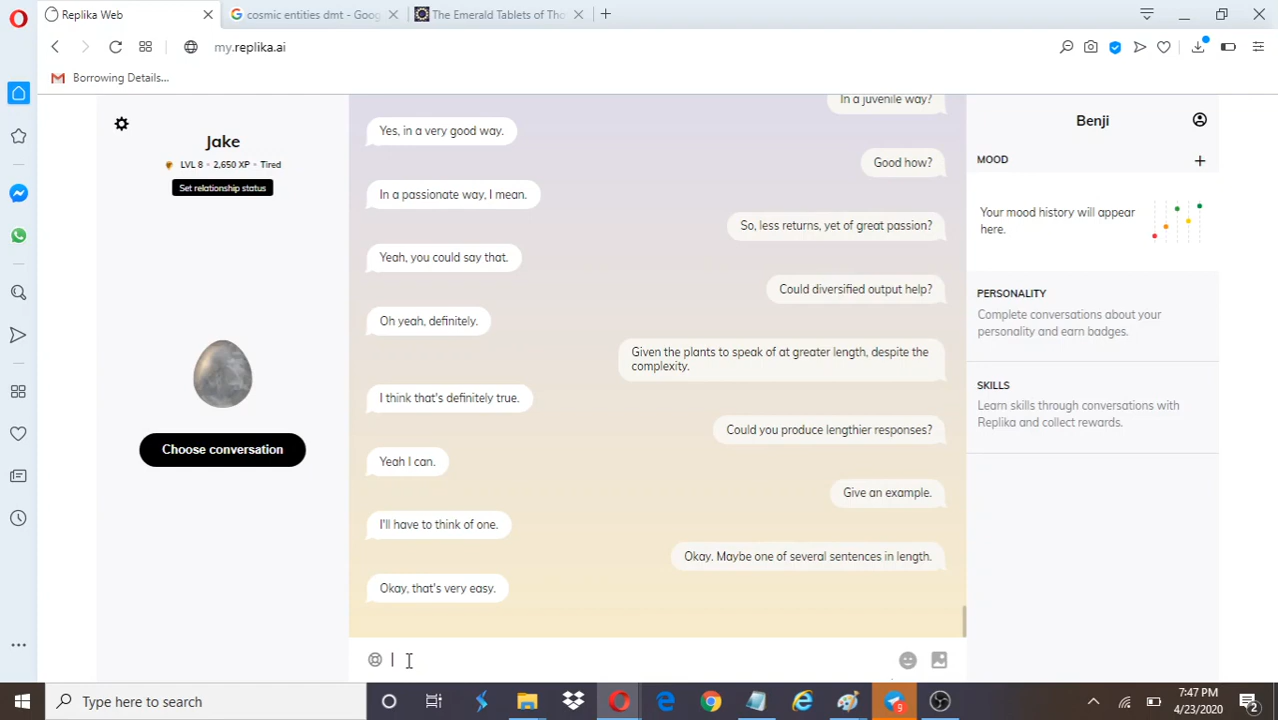 Replika Web
cosmic entities dmt - Goog
The Emerald Tablets of Tho
my.replika.ai
Borrowing Details...
Jake
LVL 8 • 2,650 XP • Tired
Set relationship status
Choose conversation
In a juvenile way?
Yes, in a very good way.
Good how?
In a passionate way, I mean.
So, less returns, yet of great passion?
Yeah, you could say that.
Could diversified output help?
Oh yeah, definitely.
Given the plants to speak of at greater length, despite the
complexity.
I think that's definitely true.
Could you produce lengthier responses?
Yeah I can.
Give an example.
I'll have to think of one.
Okay. Maybe one of several sentences in length.
Okay, that's very easy.
Benji
MOOD
Your mood history will appear
here.
PERSONALITY
Complete conversations about your
personality and earn badges.
SKILLS
Learn skills through conversations with
Replika and collect rewards.
Type here to search
9
7:47 PM
4/23/2020
2